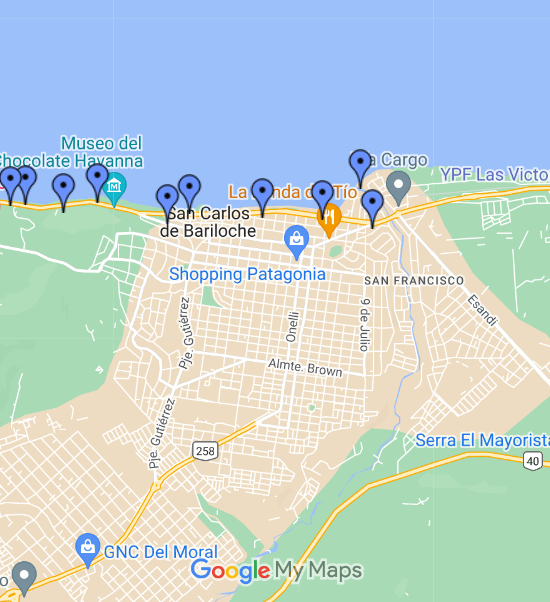 Museo del
Chocolate Havanna
La
da d
Tío
a Cargo
YPF Las Victo
San Carlos
de Bariloche
Shopping Patagonia
SAN FRANCISCO
Esandi
Pje. Gutiérrez
Onelli
9 de Julio
Almte. Brown
Pje. Gutiérrez
258
Serra El Mayorista
40
GNC Del Moral
o
Google My Maps